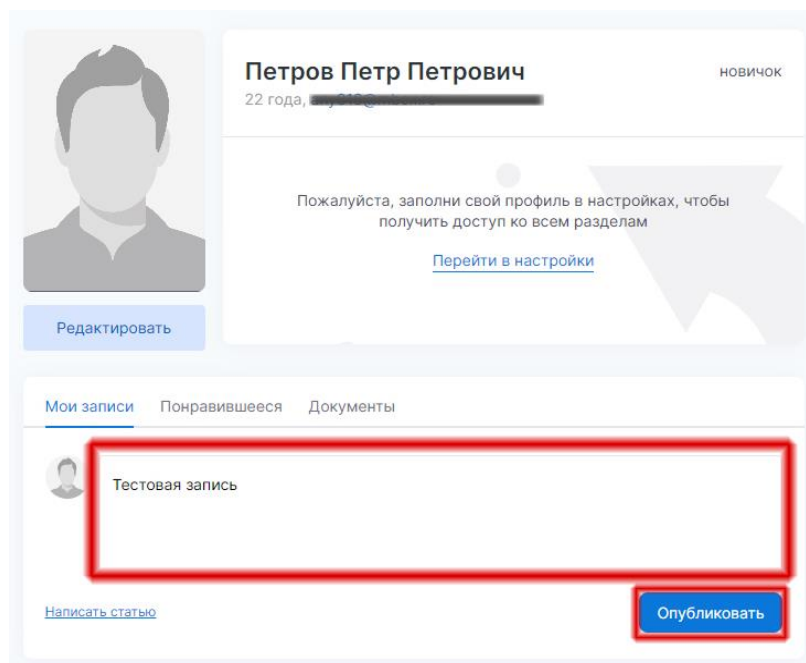 Петров Петр Петрович
новичок
22 года,
Пожалуйста, заполни свой профиль в настройках, чтобы
получить доступ ко всем разделам
Перейти в настройки
Редактировать
Мои записи Понравившееся Документы
Тестовая запись
Написать статью
Опубликовать